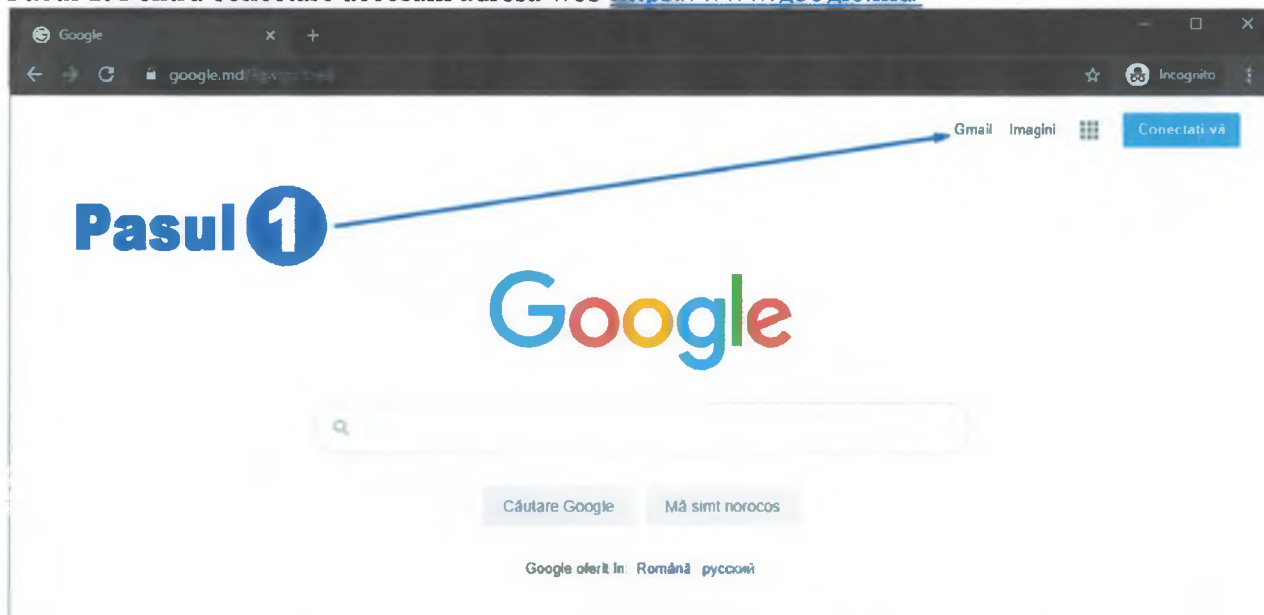 Google × +
google.md
Incognito
Gmail Imagini Conectați-vă
Pasul 1
Google
Căutare Google Mă simt norocos
Google oferit în: Română русский